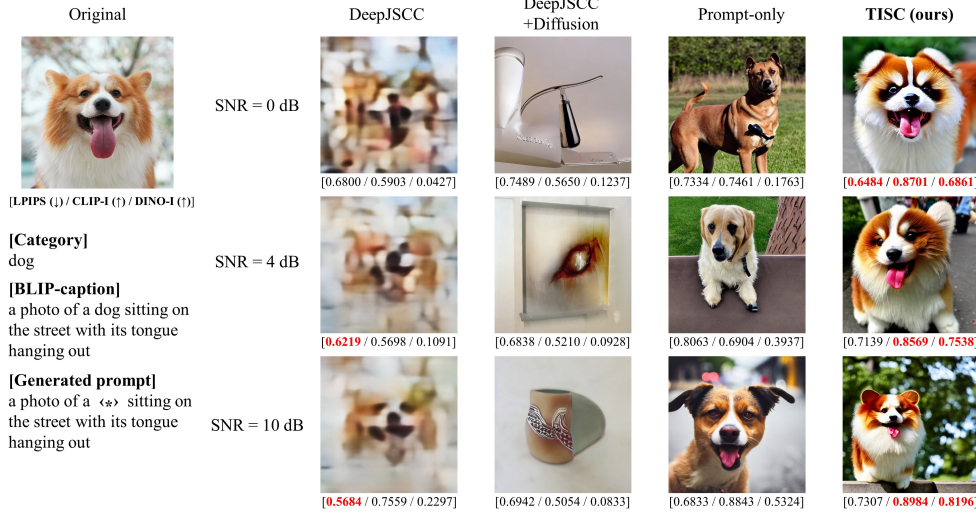 Original
DeepJSCC
DeepJSCC
+Diffusion
Prompt-only
TISC (ours)
SNR = 0 dB
[0.6800 / 0.5903 / 0.0427]
[0.7489 / 0.5650 / 0.1237]
[0.7334 / 0.7461 / 0.1763]
[0.6484 / 0.8701 / 0.6861]
[LPIPS (↓) / CLIP-I (↑) / DINO-I (↑)]
[Category]
dog
[BLIP-caption]
a photo of a dog sitting on
the street with its tongue
hanging out
[Generated prompt]
a photo of a ‹*› sitting on
the street with its tongue
hanging out
SNR = 4 dB
[0.6219 / 0.5698 / 0.1091]
[0.6838 / 0.5210 / 0.0928]
[0.8063 / 0.6904 / 0.3937]
[0.7139 / 0.8569 / 0.7538]
SNR = 10 dB
[0.5684 / 0.7559 / 0.2297]
[0.6942 / 0.5054 / 0.0833]
[0.6833 / 0.8843 / 0.5324]
[0.7307 / 0.8984 / 0.8196]